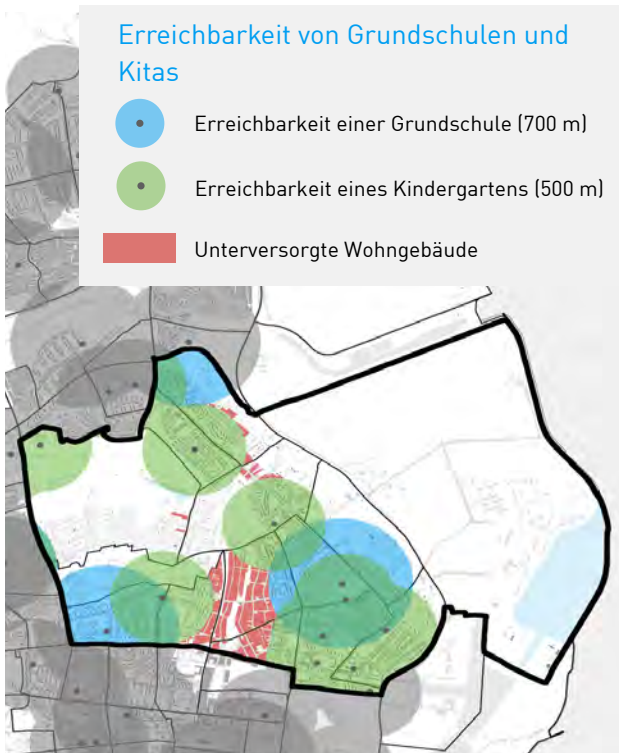 Erreichbarkeit von Grundschulen und
Kitas
Erreichbarkeit einer Grundschule (700 m)
Erreichbarkeit eines Kindergartens (500 m)
Unterversorgte Wohngebäude